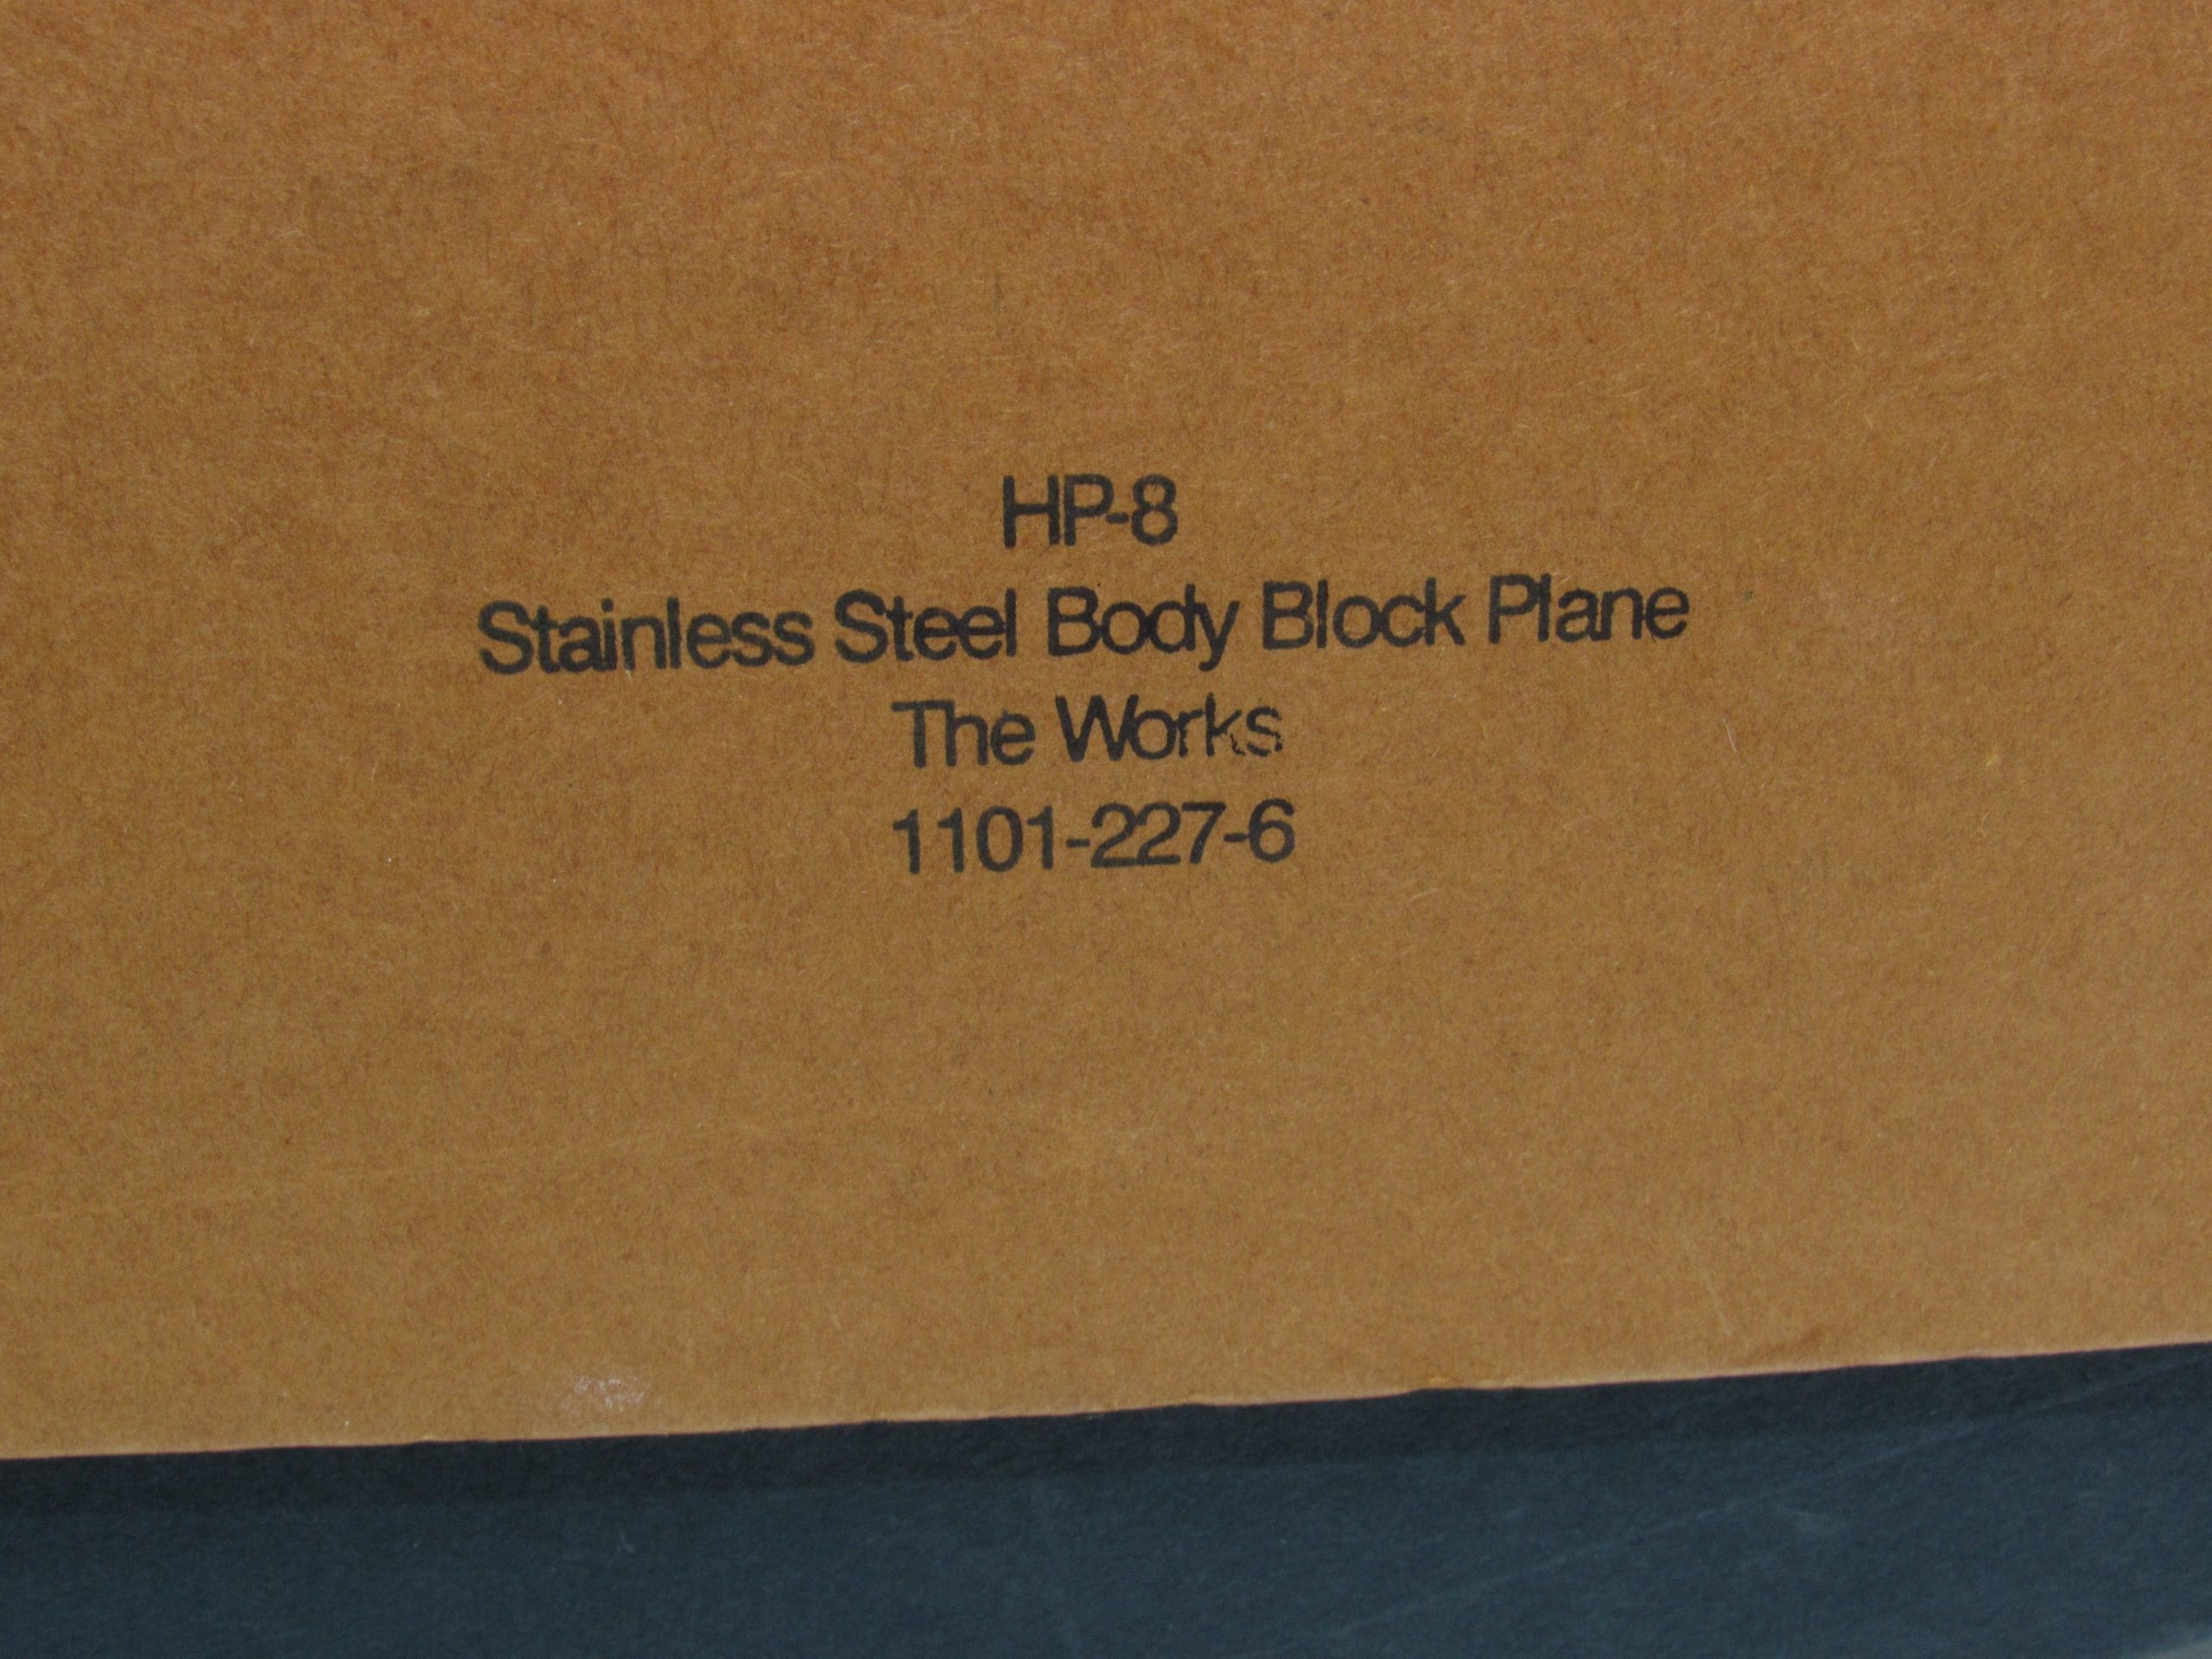 HP-8
Stainless Steel Body Block Plane
The Works
1101-227-6